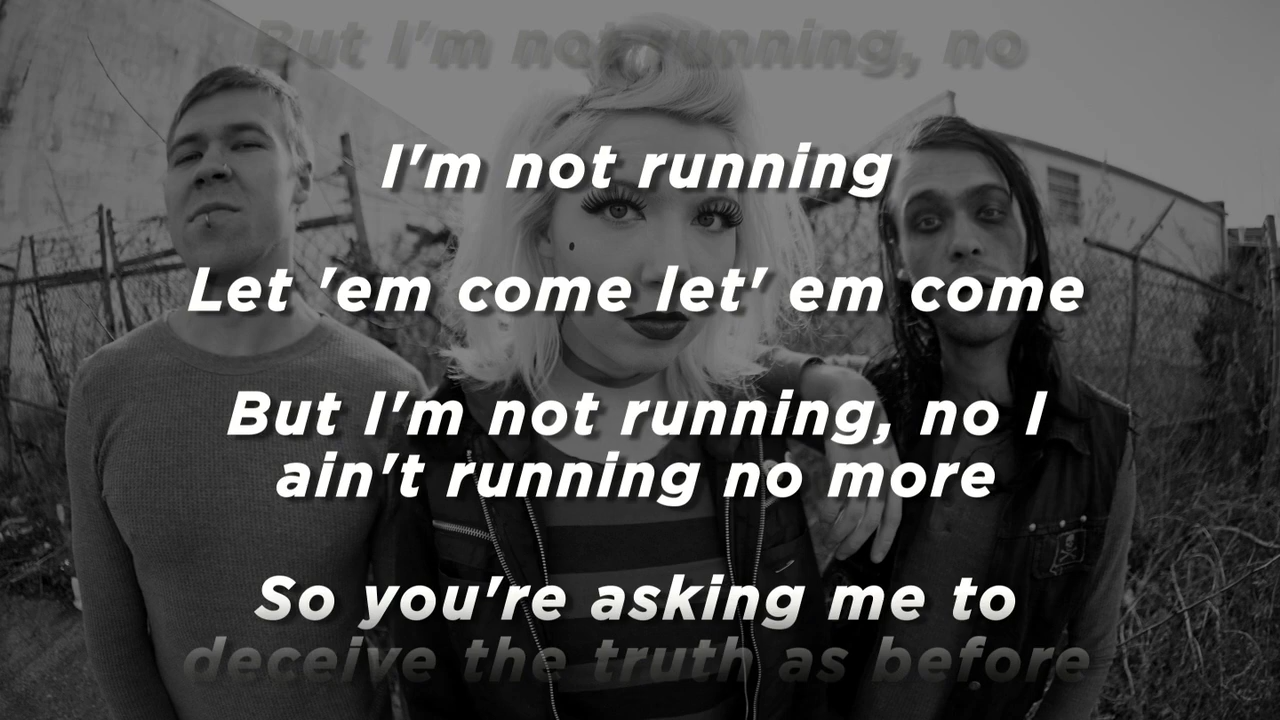 But I'm not running, no
I'm not running
Let 'em come let' em come
But I'm not running, no I
ain't running no more
So you're asking me to
deceive the truth as before